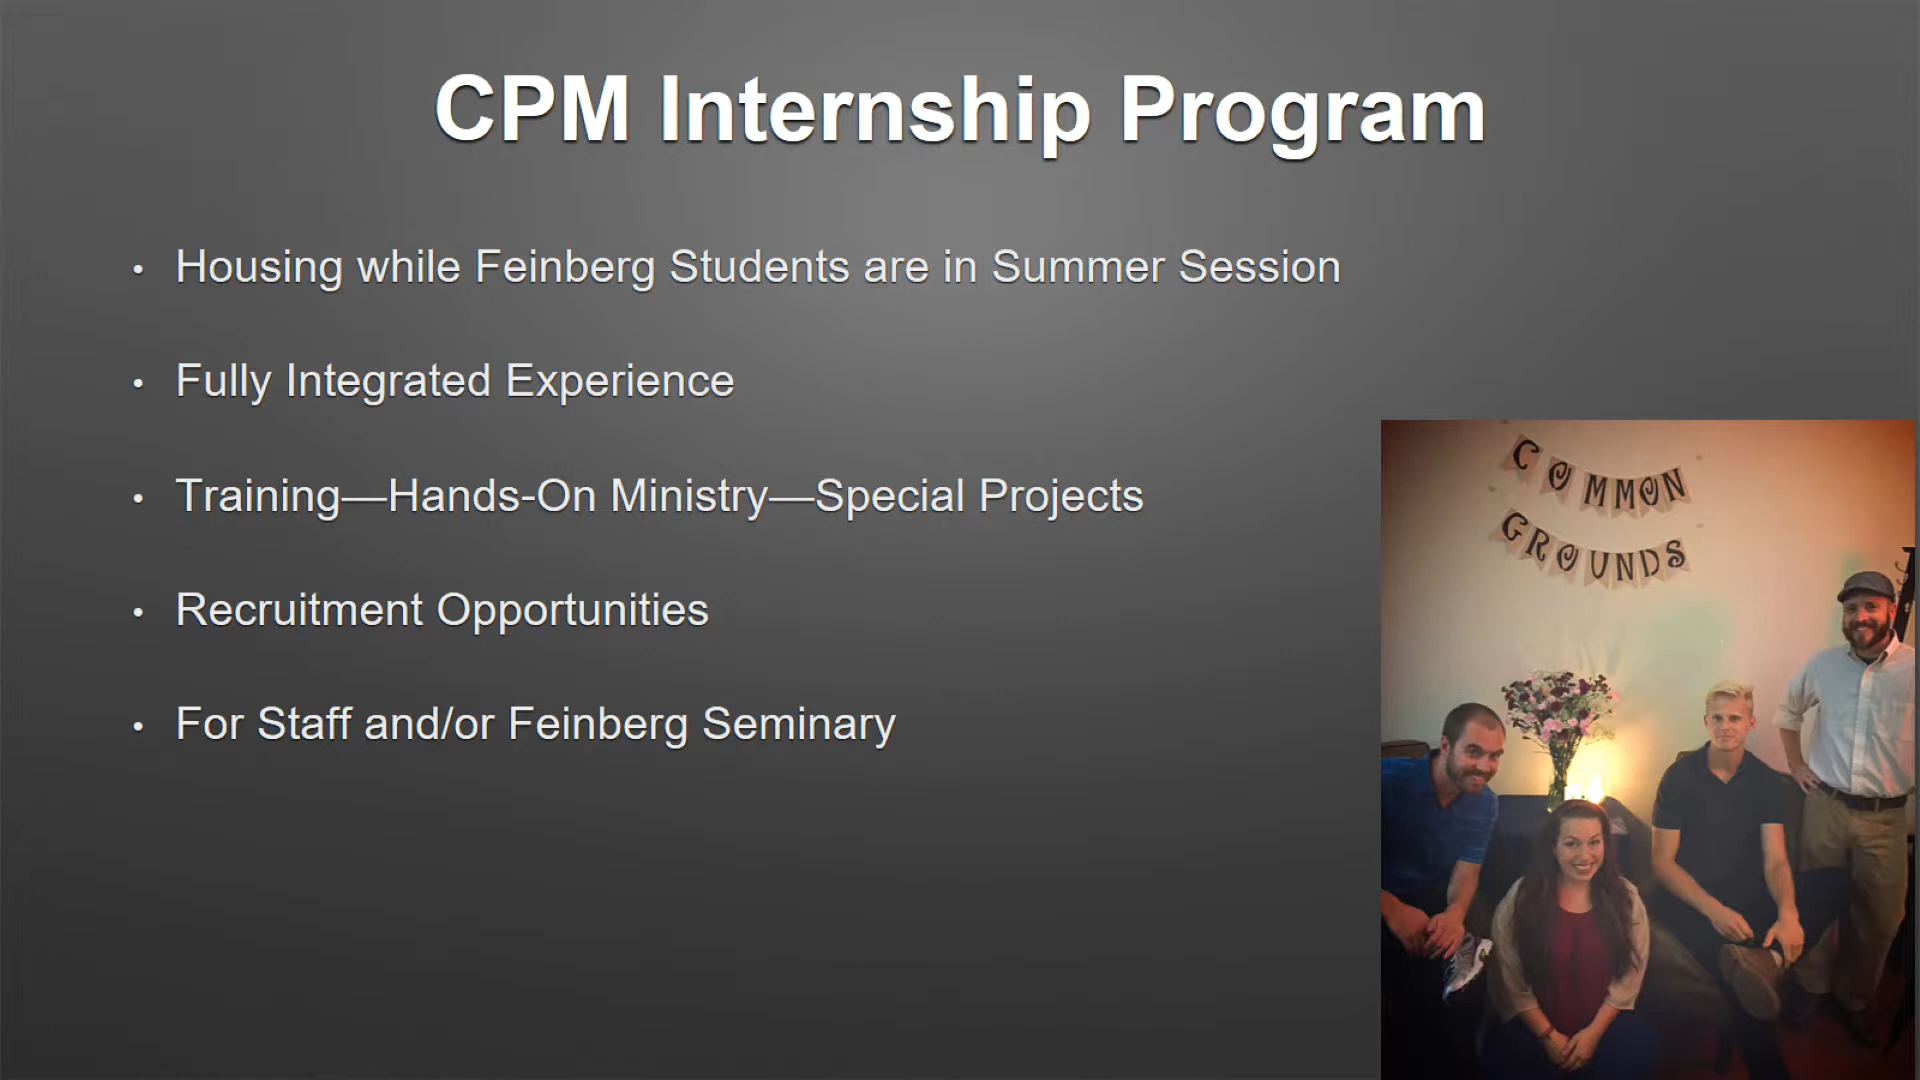 CPM Internship Program
• Housing while Feinberg Students are in Summer Session
• Fully Integrated Experience
• Training—Hands-On Ministry—Special Projects
• Recruitment Opportunities
• For Staff and/or Feinberg Seminary
COMMON
GROUNDS